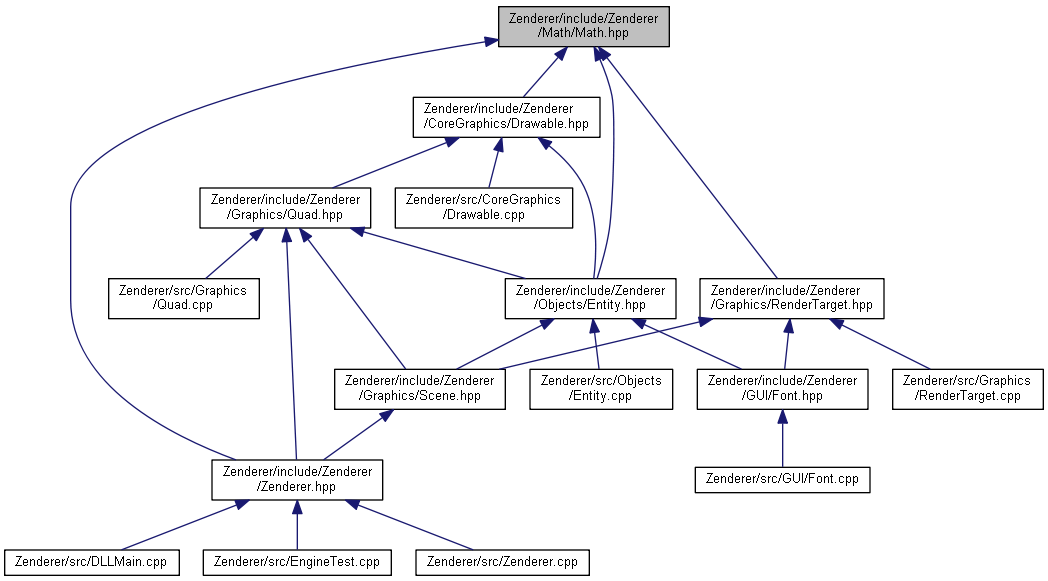 Zenderer/include/Zenderer
/Math/Math.hpp
Zenderer/include/Zenderer
/CoreGraphics/Drawable.hpp
Zenderer/include/Zenderer
/Graphics/Quad.hpp
Zenderer/src/CoreGraphics
/Drawable.cpp
Zenderer/src/Graphics
/Quad.cpp
Zenderer/include/Zenderer
/Objects/Entity.hpp
Zenderer/include/Zenderer
/Graphics/RenderTarget.hpp
Zenderer/include/Zenderer
/Graphics/Scene.hpp
Zenderer/src/Objects
/Entity.cpp
Zenderer/include/Zenderer
/GUI/Font.hpp
Zenderer/src/Graphics
/RenderTarget.cpp
Zenderer/include/Zenderer
/Zenderer.hpp
Zenderer/src/GUI/Font.cpp
Zenderer/src/DLLMain.cpp
Zenderer/src/EngineTest.cpp
Zenderer/src/Zenderer.cpp